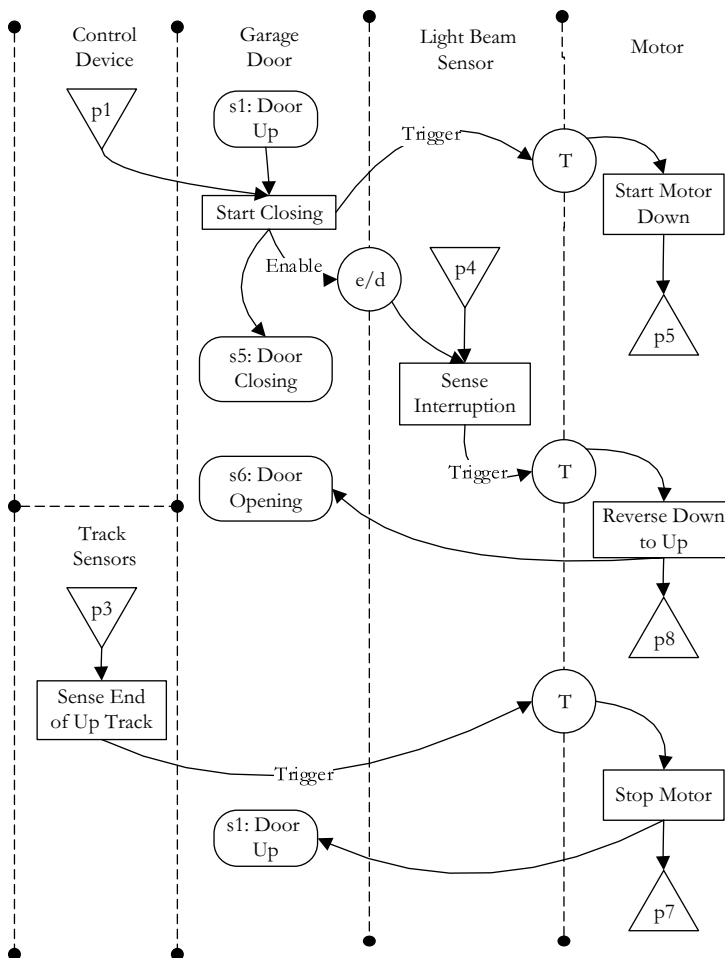 Control
Device
Garage
Door
Light Beam
Sensor
Motor
p1
s1: Door
Up
Trigger
T
Start Closing
Start Motor
Down
Enable
e/d
p4
p5
s5: Door
Closing
Sense
Interruption
Trigger
T
s6: Door
Opening
Reverse Down
to Up
Track
Sensors
p3
p8
Sense End
of Up Track
T
Trigger
Stop Motor
s1: Door
Up
p7